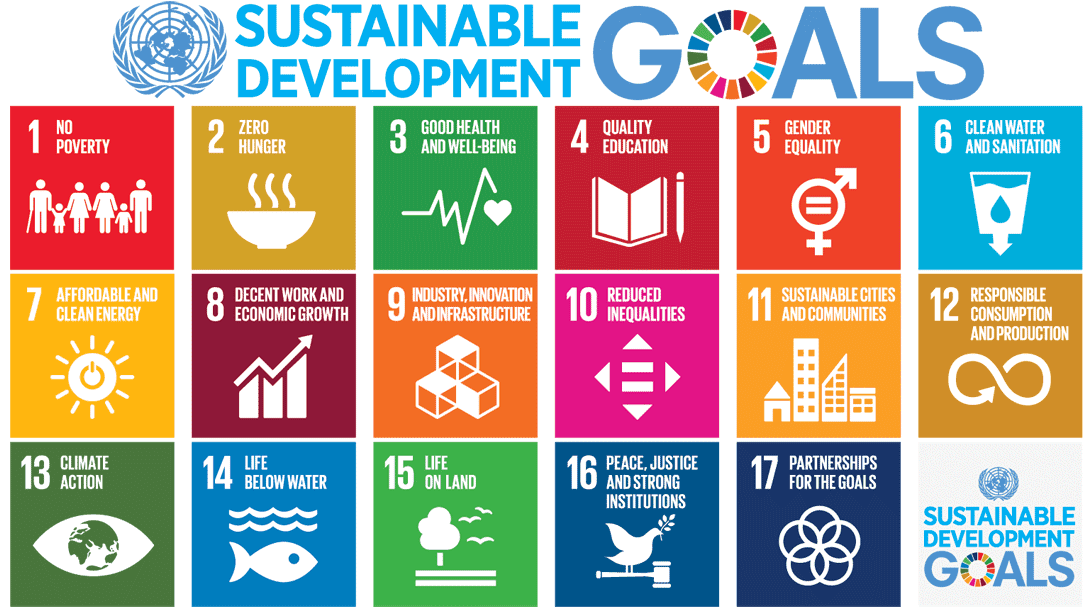 SUSTAINABLE
DEVELOPMENT
GOALS
1 NO
POVERTY
2 ZERO
HUNGER
3 GOOD HEALTH
AND WELL-BEING
4 QUALITY
EDUCATION
5 GENDER
EQUALITY
6 CLEAN WATER
AND SANITATION
7 AFFORDABLE AND
CLEAN ENERGY
8 DECENT WORK AND
ECONOMIC GROWTH
9 INDUSTRY, INNOVATION
AND INFRASTRUCTURE
10 REDUCED
INEQUALITIES
11 SUSTAINABLE CITIES
AND COMMUNITIES
12 RESPONSIBLE
CONSUMPTION
AND PRODUCTION
13 CLIMATE
ACTION
14 LIFE
BELOW WATER
15 LIFE
ON LAND
16 PEACE, JUSTICE
AND STRONG
INSTITUTIONS
17 PARTNERSHIPS
FOR THE GOALS
SUSTAINABLE
DEVELOPMENT
GOALS